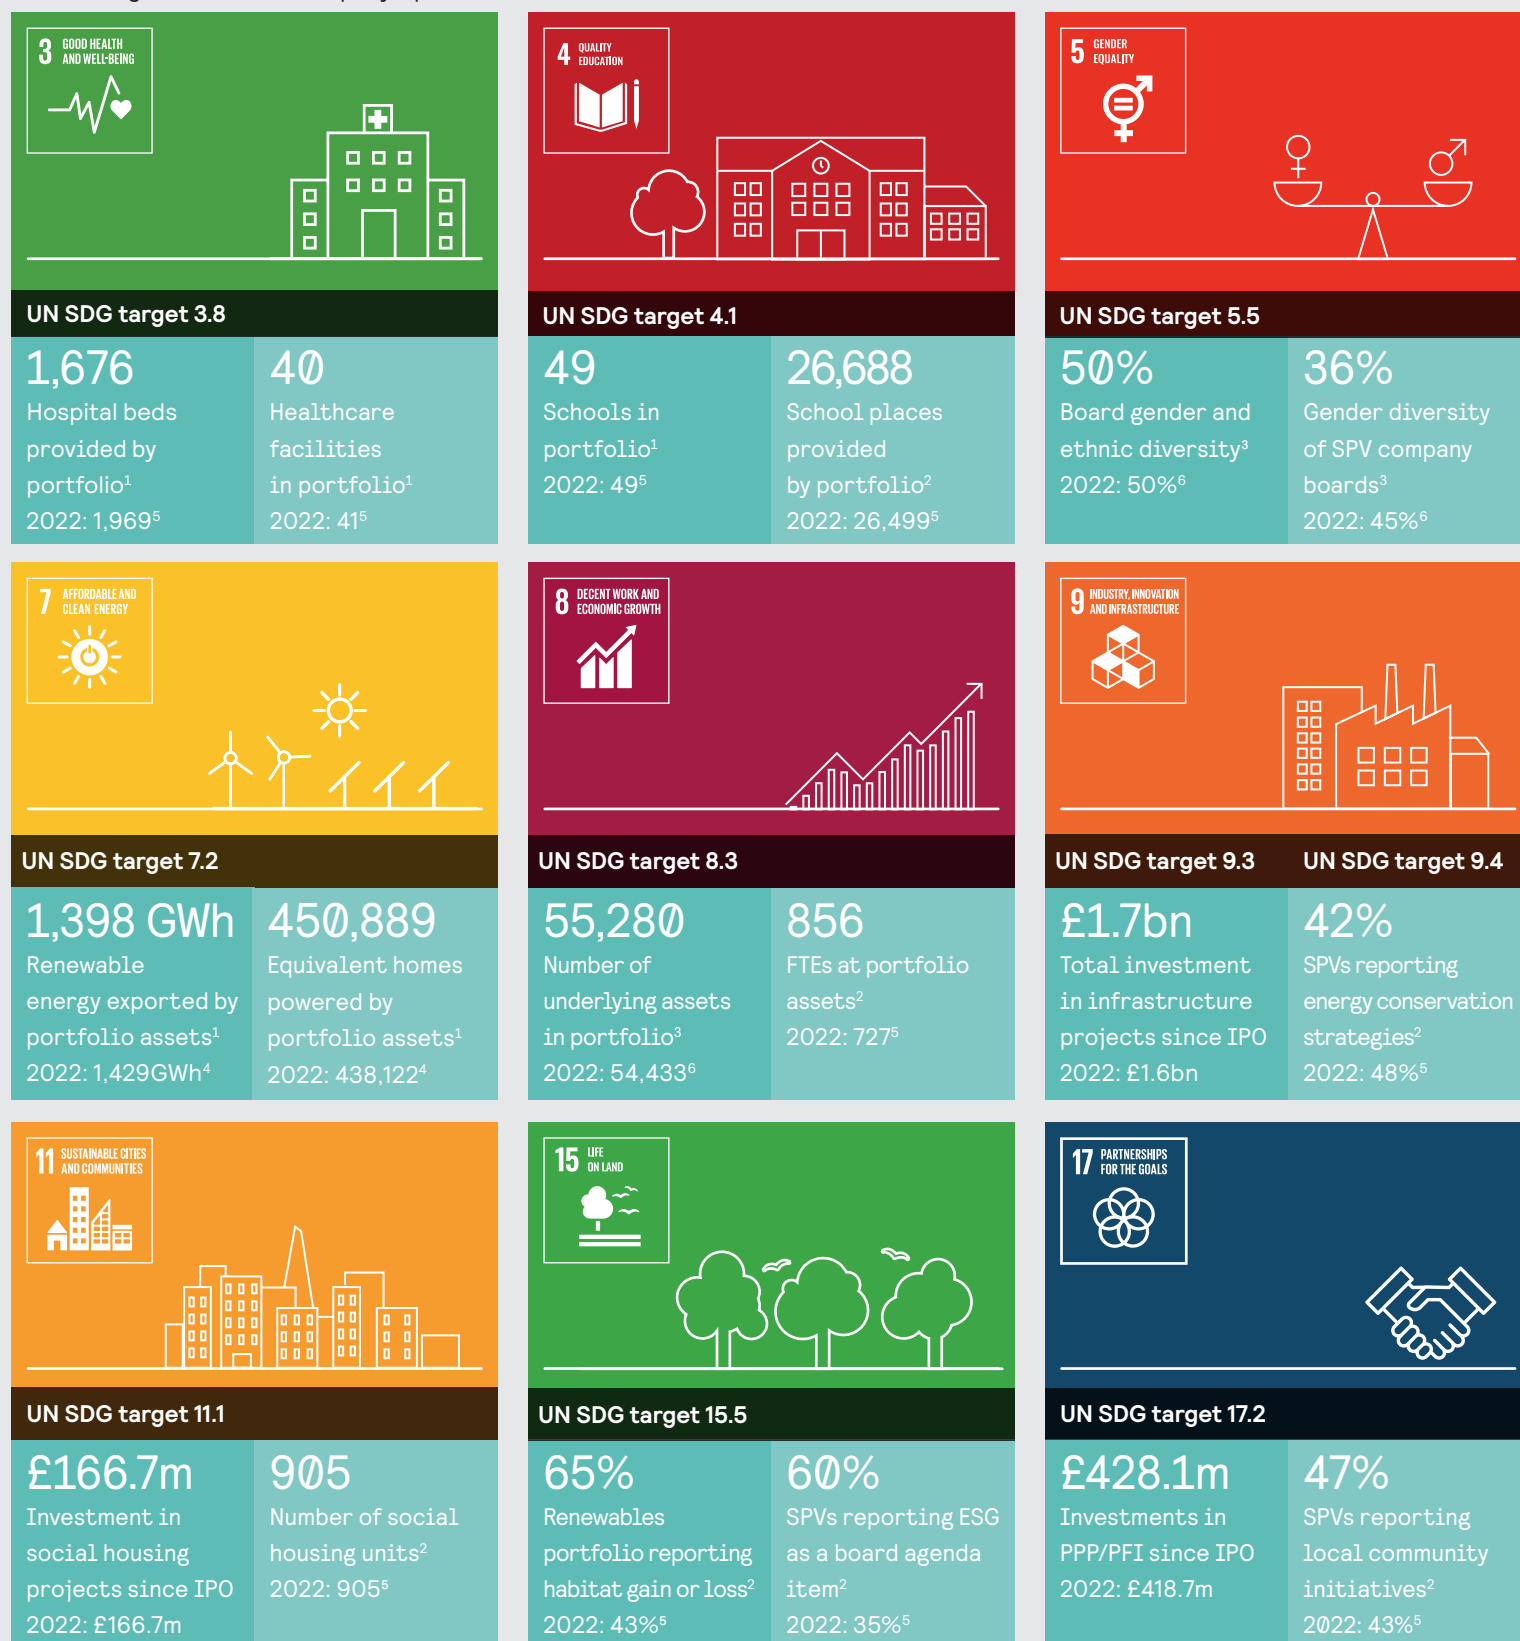 3 GOOD HEALTH
AND WELL-BEING
UN SDG target 3.8
1,676
Hospital beds
provided by
portfolio¹
2022: 1,969⁵
40
Healthcare
facilities
in portfolio¹
2022: 41⁵
4 QUALITY
EDUCATION
UN SDG target 4.1
49
Schools in
portfolio¹
2022: 49⁵
26,688
School places
provided
by portfolio²
2022: 26,499⁵
5 GENDER
EQUALITY
UN SDG target 5.5
50%
Board gender and
ethnic diversity³
2022: 50%⁶
36%
Gender diversity
of SPV company
boards³
2022: 45%⁶
7 AFFORDABLE AND
CLEAN ENERGY
UN SDG target 7.2
1,398 GWh
Renewable
energy exported by
portfolio assets¹
2022: 1,429GWh⁴
450,889
Equivalent homes
powered by
portfolio assets¹
2022: 438,122⁴
8 DECENT WORK AND
ECONOMIC GROWTH
UN SDG target 8.3
55,280
Number of
underlying assets
in portfolio³
2022: 54,433⁶
856
FTEs at portfolio
assets²
2022: 727⁵
9 INDUSTRY, INNOVATION
AND INFRASTRUCTURE
UN SDG target 9.3
£1.7bn
Total investment
in infrastructure
projects since IPO
2022: £1.6bn
UN SDG target 9.4
42%
SPVs reporting
energy conservation
strategies²
2022: 48%⁵
11 SUSTAINABLE CITIES
AND COMMUNITIES
UN SDG target 11.1
£166.7m
Investment in
social housing
projects since IPO
2022: £166.7m
905
Number of social
housing units²
2022: 905⁵
15 LIFE
ON LAND
UN SDG target 15.5
65%
Renewables
portfolio reporting
habitat gain or loss²
2022: 43%⁵
60%
SPVs reporting ESG
as a board agenda
item²
2022: 35%⁵
17 PARTNERSHIPS
FOR THE GOALS
UN SDG target 17.2
£428.1m
Investments in
PPP/PFI since IPO
2022: £418.7m
47%
SPVs reporting
local community
initiatives²
2022: 43%⁵